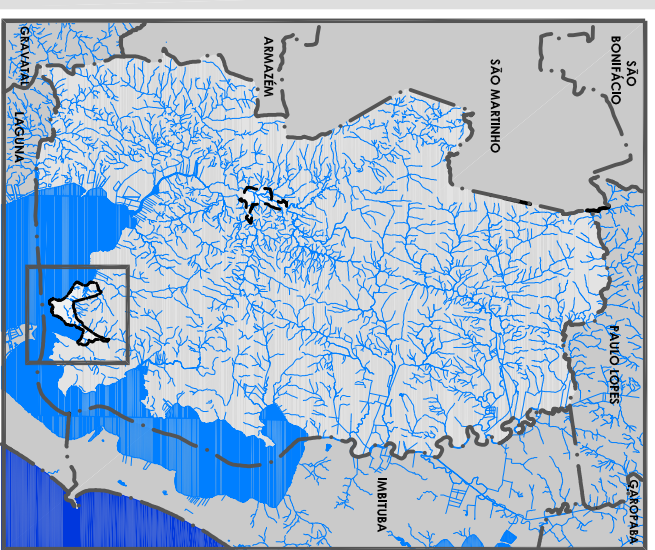 SÃO
BONIFÁCIO
PAULO LOPES
GAROPABA
SÃO MARTINHO
IMBITUBA
ARMAZÉM
GRAVATAL
LAGUNA